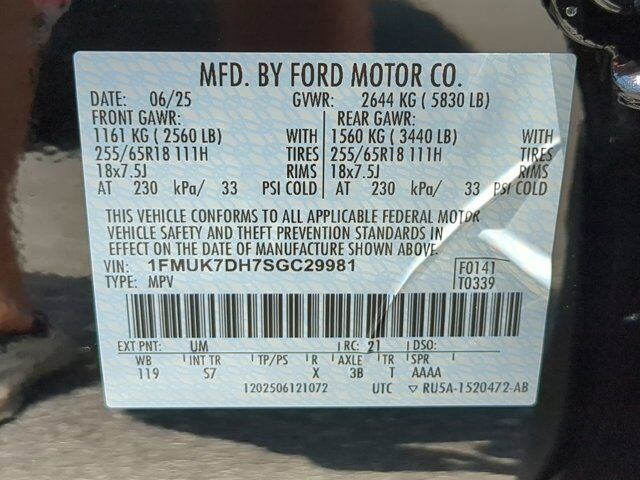 MFD. BY FORD MOTOR CO.
DATE: 06/25 GVWR: 2644 KG ( 5830 LB)
FRONT GAWR: REAR GAWR:
1161 KG ( 2560 LB) WITH 1560 KG ( 3440 LB) WITH
255/65R18 111H TIRES 255/65R18 111H TIRES
18x7.5J RIMS 18x7.5J RIMS
AT 230 kPa/ 33 PSI COLD AT 230 kPa/ 33 PSI COLD
THIS VEHICLE CONFORMS TO ALL APPLICABLE FEDERAL MOTOR
VEHICLE SAFETY AND THEFT PREVENTION STANDARDS IN
EFFECT ON THE DATE OF MANUFACTURE SHOWN ABOVE.
VIN: 1FMUK7DH7SGC29981 F0141
TYPE: MPV T0339
EXT PNT: UM RC: 21 DSO:
WB INT TR TP/PS R AXLE TR SPR
119 S7 X 3B T AAAA
1202506121072 UTC ▽ RU5A-1520472-AB